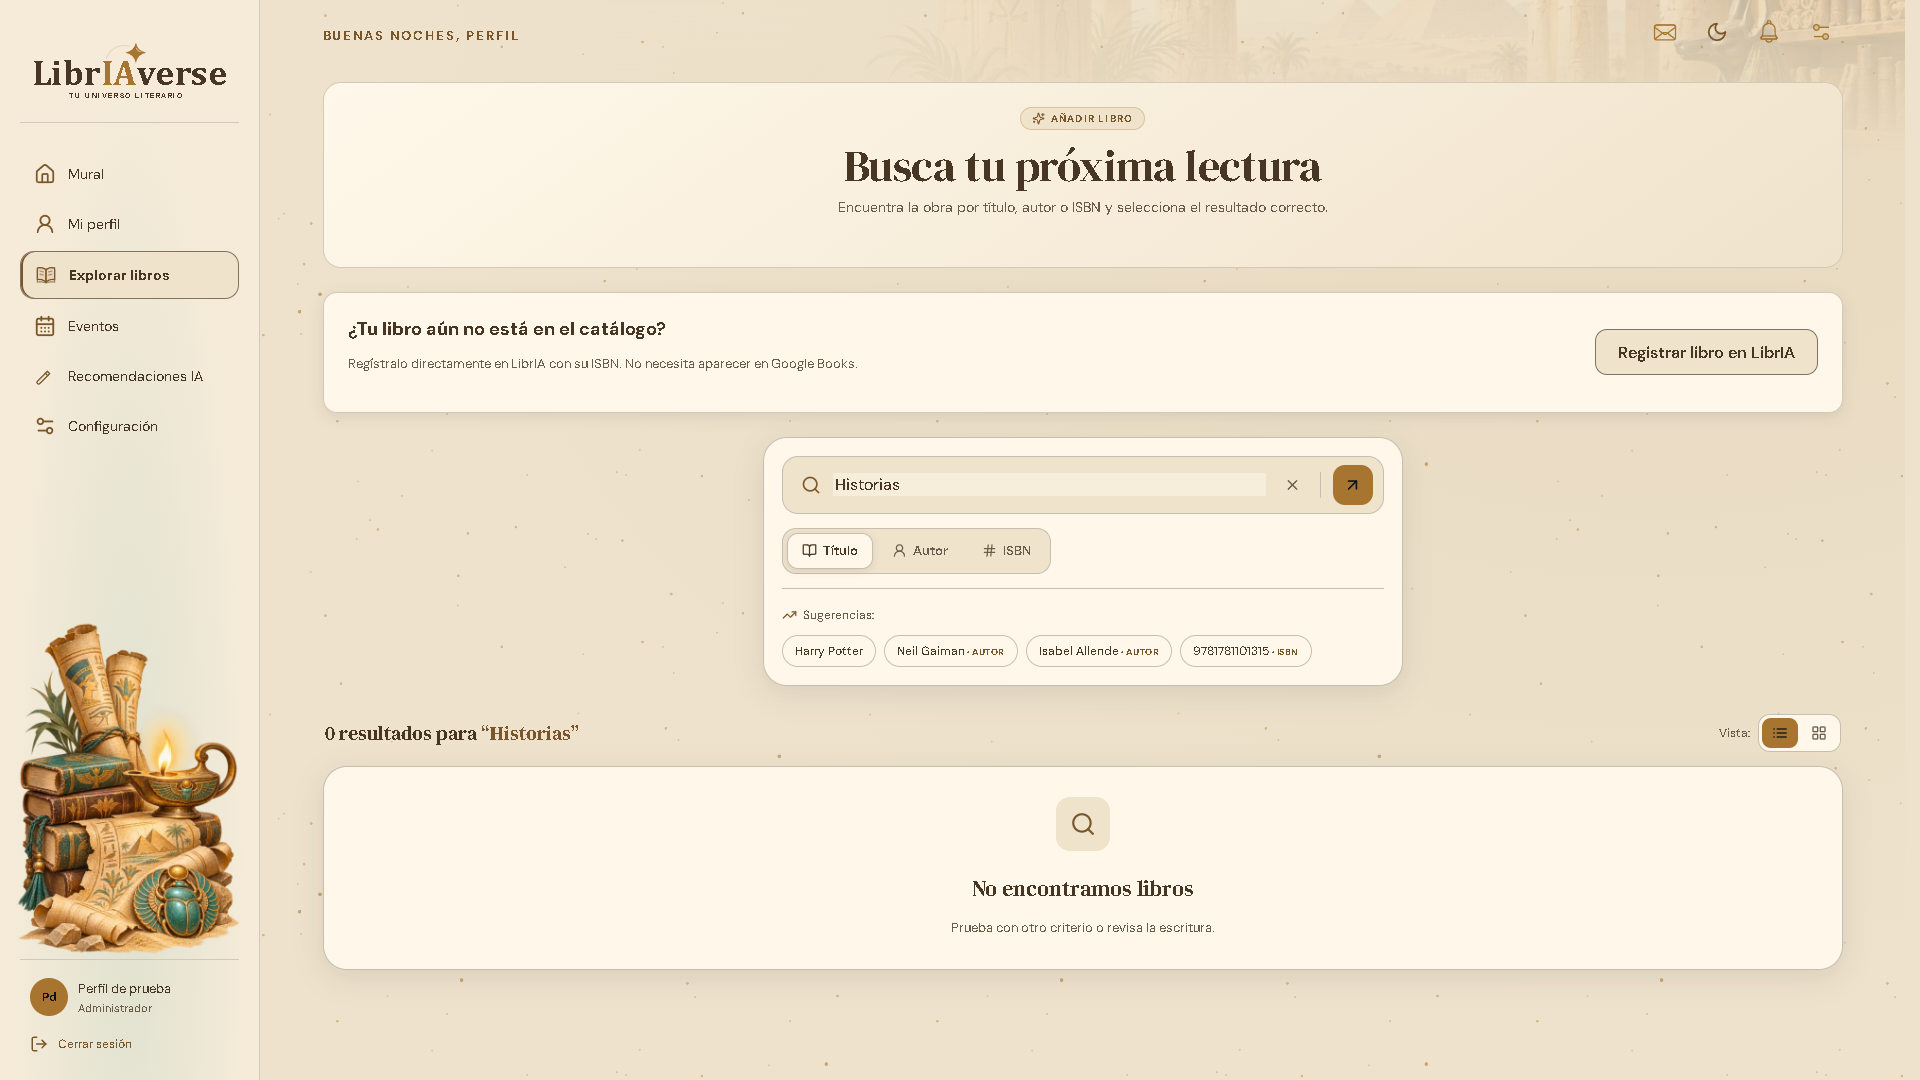 LibrIAverse
TU UNIVERSO LITERARIO
Mural
Mi perfil
Explorar libros
Eventos
Recomendaciones IA
Configuración
Perfil de prueba
Pd
Administrador
Cerrar sesión
BUENAS NOCHES, PERFIL
AÑADIR LIBRO
Busca tu próxima lectura
Encuentra la obra por título, autor o ISBN y selecciona el resultado correcto.
¿Tu libro aún no está en el catálogo?
Regístralo directamente en LibrIA con su ISBN. No necesita aparecer en Google Books.
Registrar libro en LibrIA
Historias
Título
Autor
ISBN
Sugerencias:
Harry Potter
Neil Gaiman · AUTOR
Isabel Allende · AUTOR
9781781101315 · ISBN
0 resultados para “Historias”
Vista:
No encontramos libros
Prueba con otro criterio o revisa la escritura.